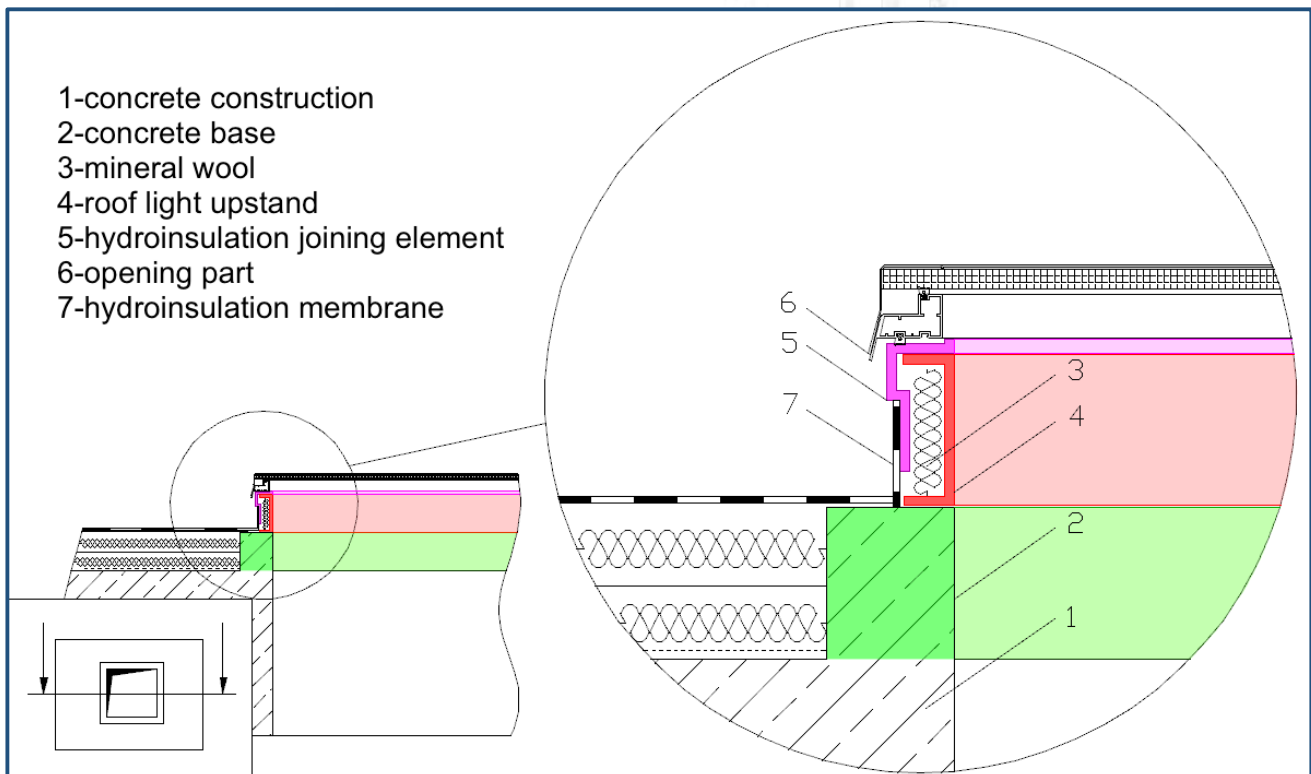 1-concrete construction
2-concrete base
3-mineral wool
4-roof light upstand
5-hydroinsulation joining element
6-opening part
7-hydroinsulation membrane
6
5
3
7
4
2
1